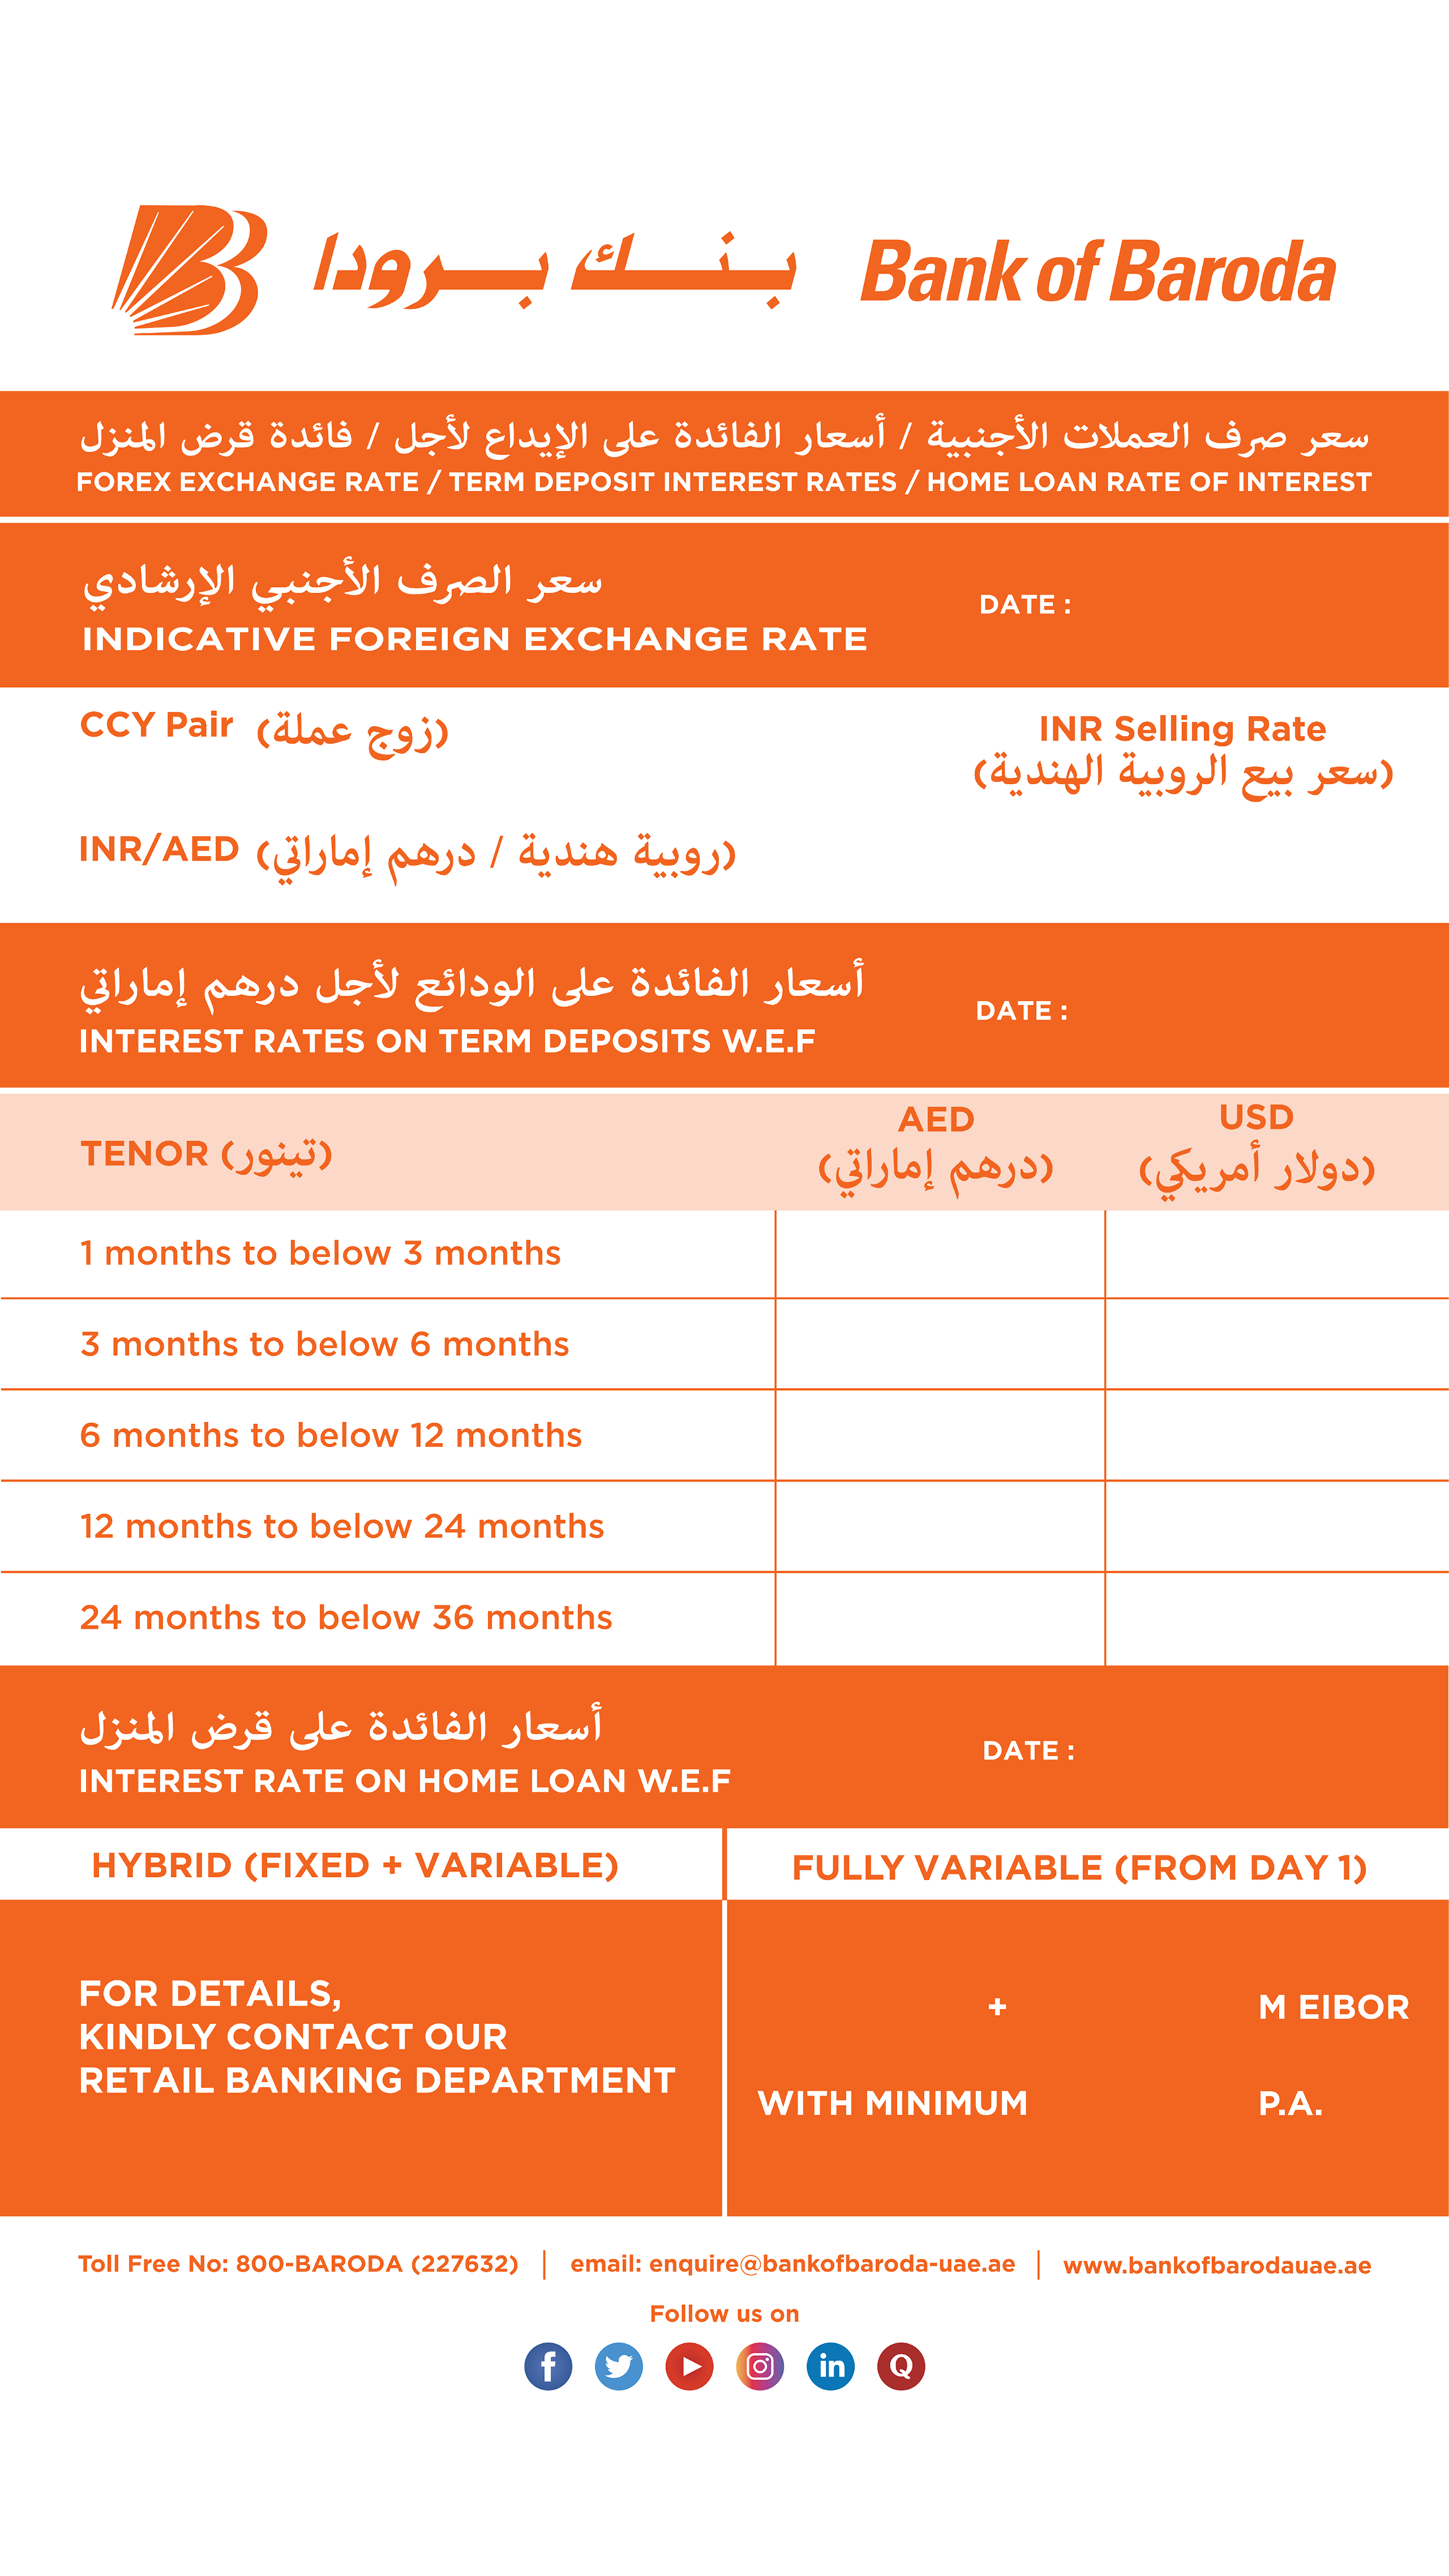 بنك برودا Bank of Baroda
سعر صرف العملات الأجنبية / أسعار الفائدة على الإيداع لأجل / فائدة قرض المنزل
FOREX EXCHANGE RATE / TERM DEPOSIT INTEREST RATES / HOME LOAN RATE OF INTEREST
سعر الصرف الأجنبي الإرشادي
INDICATIVE FOREIGN EXCHANGE RATE
DATE :
CCY Pair (زوج عملة)
INR Selling Rate
(سعر بيع الروبية الهندية)
INR/AED (روبية هندية / درهم إماراتي)
أسعار الفائدة على الودائع لأجل درهم إماراتي
INTEREST RATES ON TERM DEPOSITS W.E.F
DATE :
TENOR (تينور)
AED
(درهم إماراتي)
USD
(دولار أمريكي)
1 months to below 3 months
3 months to below 6 months
6 months to below 12 months
12 months to below 24 months
24 months to below 36 months
أسعار الفائدة على قرض المنزل
INTEREST RATE ON HOME LOAN W.E.F
DATE :
HYBRID (FIXED + VARIABLE)
FULLY VARIABLE (FROM DAY 1)
FOR DETAILS,
KINDLY CONTACT OUR
RETAIL BANKING DEPARTMENT
+ M EIBOR
WITH MINIMUM P.A.
Toll Free No: 800-BARODA (227632) | email: enquire@bankofbaroda-uae.ae | www.bankofbarodauae.ae
Follow us on